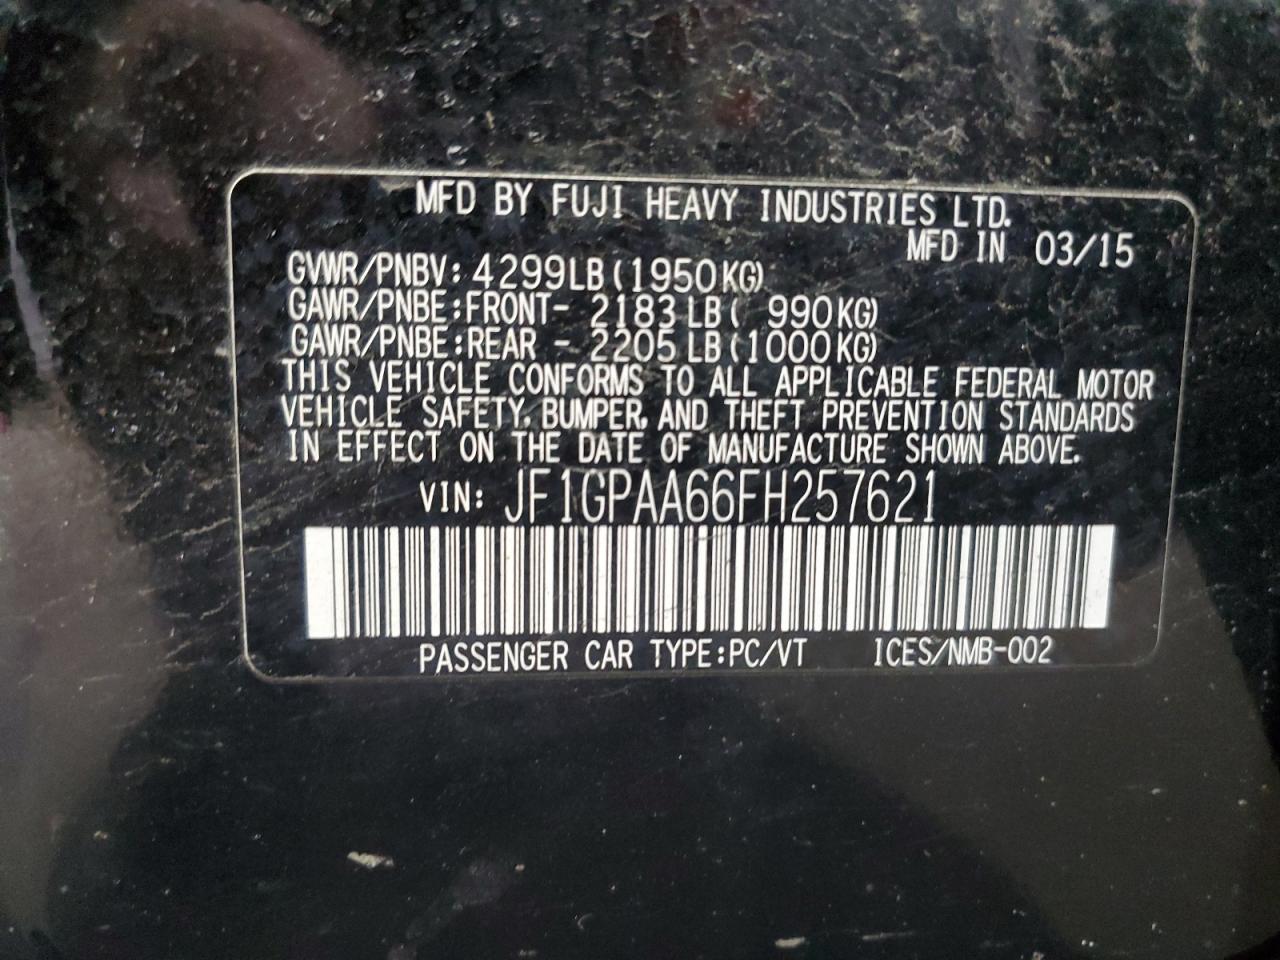 MFD BY FUJI HEAVY INDUSTRIES LTD.
MFD IN 03/15
GVWR/PNBV: 4299LB(1950KG)
GAWR/PNBE:FRONT- 2183LB( 990KG)
GAWR/PNBE:REAR - 2205LB(1000KG)
THIS VEHICLE CONFORMS TO ALL APPLICABLE FEDERAL MOTOR
VEHICLE SAFETY, BUMPER, AND THEFT PREVENTION STANDARDS
IN EFFECT ON THE DATE OF MANUFACTURE SHOWN ABOVE.
VIN: JF1GPAA66FH257621
PASSENGER CAR TYPE:PC/VT ICES/NMB-002